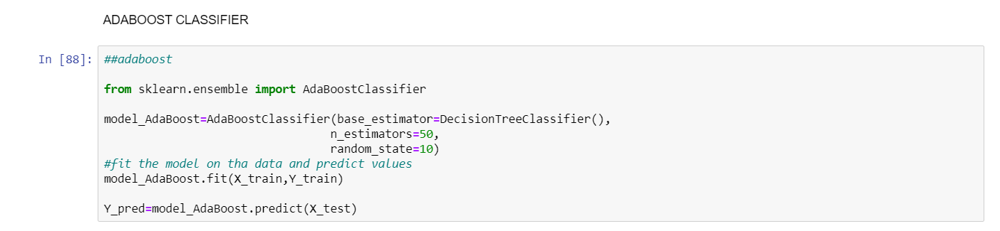 ADABOOST CLASSIFIER
In [88]: ##adaboost
from sklearn.ensemble import AdaBoostClassifier
model_AdaBoost=AdaBoostClassifier(base_estimator=DecisionTreeClassifier(),
n_estimators=50,
random_state=10)
#fit the model on tha data and predict values
model_AdaBoost.fit(X_train,Y_train)
Y_pred=model_AdaBoost.predict(X_test)